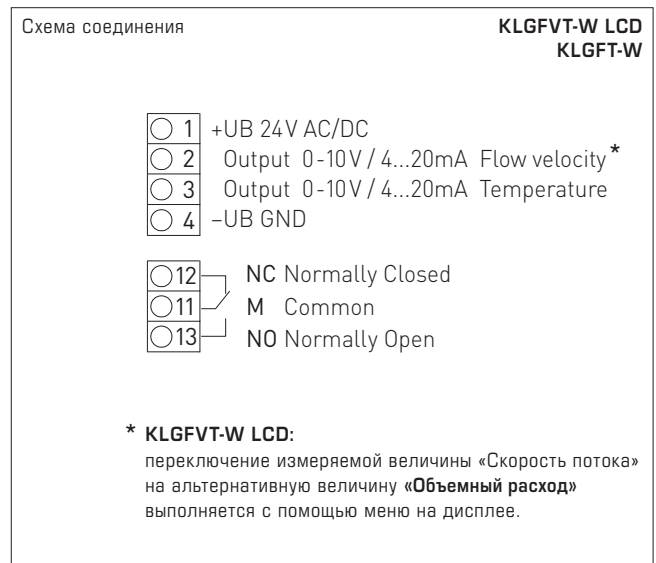 Схема соединения
KLGFVT-W LCD
KLGFT-W
1 +UB 24V AC/DC
2 Output 0-10V / 4...20mA Flow velocity*
3 Output 0-10V / 4...20mA Temperature
4 –UB GND
12 NC Normally Closed
11 M Common
13 NO Normally Open
* KLGFVT-W LCD:
переключение измеряемой величины «Скорость потока»
на альтернативную величину «Объемный расход»
выполняется с помощью меню на дисплее.